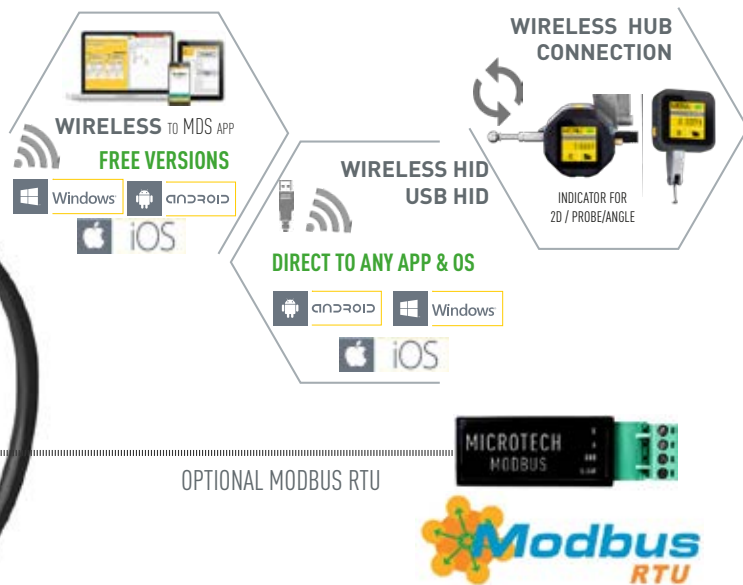 WIRELESS TO MDS APP
FREE VERSIONS
Windows
android
iOS
WIRELESS HID
USB HID
DIRECT TO ANY APP & OS
android
Windows
iOS
WIRELESS HUB
CONNECTION
INDICATOR FOR
2D / PROBE/ANGLE
OPTIONAL MODBUS RTU
MICROTECH
MODBUS
Modbus
RTU